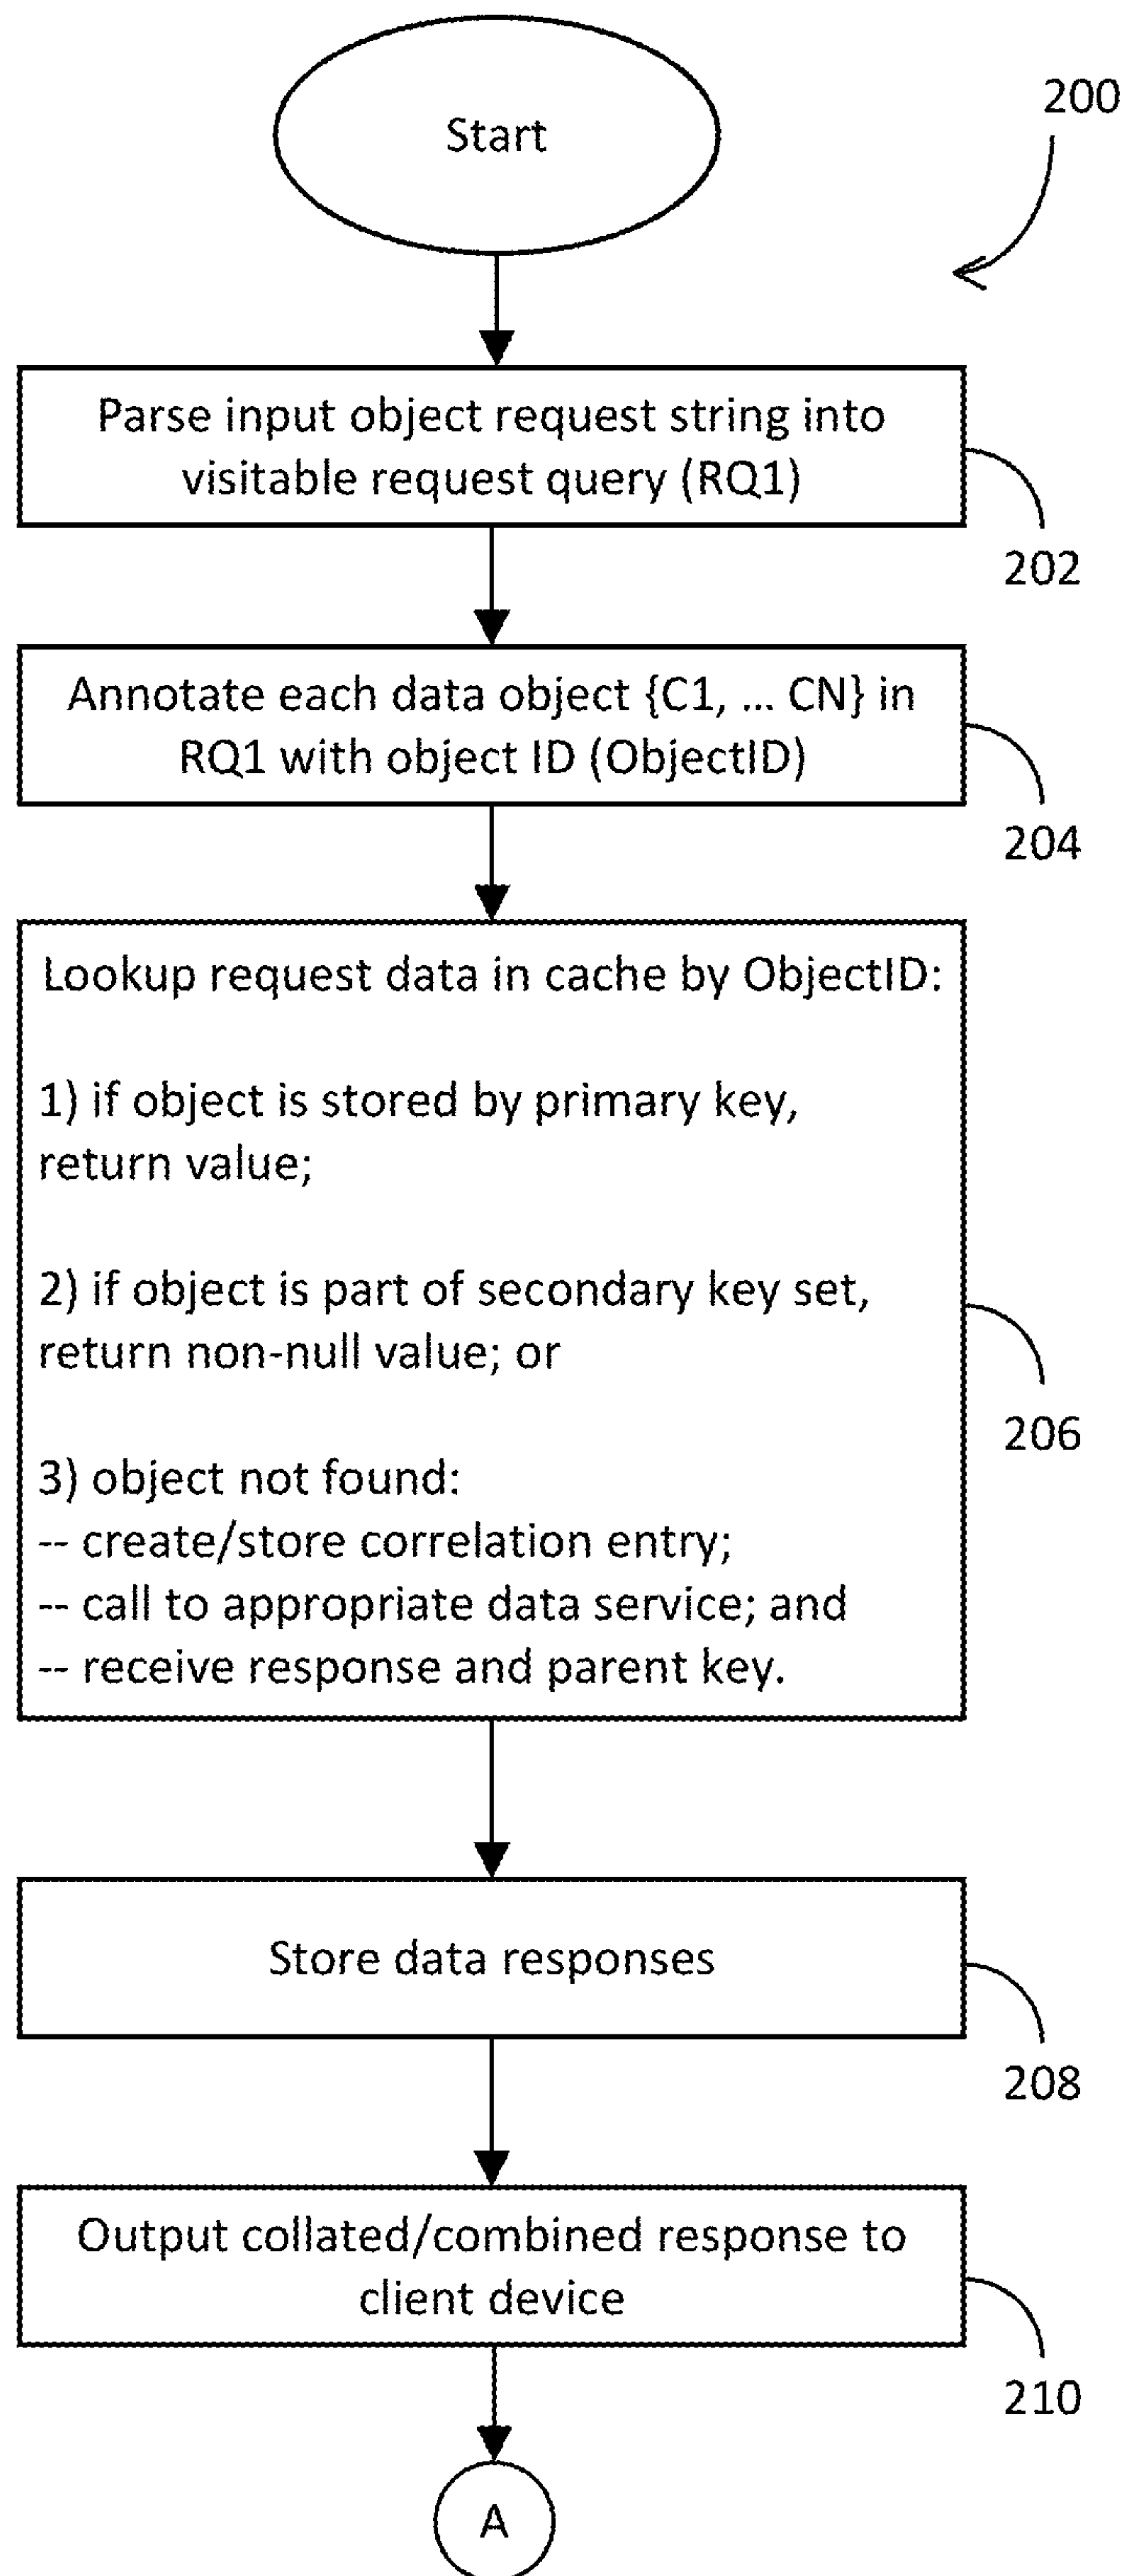 Start
200
Parse input object request string into
visitable request query (RQ1)
202
Annotate each data object {C1, ... CN} in
RQ1 with object ID (ObjectID)
204
Lookup request data in cache by ObjectID:
1) if object is stored by primary key,
return value;
2) if object is part of secondary key set,
return non-null value; or
206
3) object not found:
-- create/store correlation entry;
-- call to appropriate data service; and
-- receive response and parent key.
Store data responses
208
Output collated/combined response to
client device
210
A